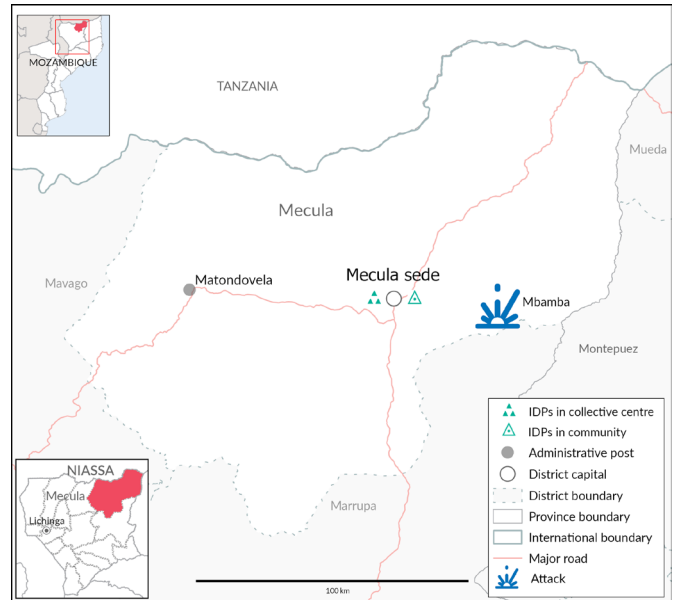 MOZAMBIQUE
TANZANIA
Mueda
Mecula
Mavago
Matondovela
Mecula sede
Mbamba
Montepuez
Marrupa
NIASSA
Mecula
Lichinga
100 km
IDPs in collective centre
IDPs in community
Administrative post
District capital
District boundary
Province boundary
International boundary
Major road
Attack